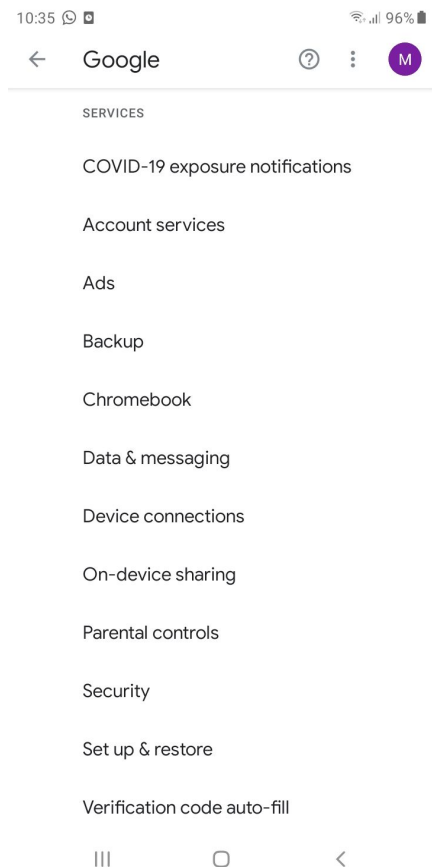 10:35
96%
Google
M
SERVICES
COVID-19 exposure notifications
Account services
Ads
Backup
Chromebook
Data & messaging
Device connections
On-device sharing
Parental controls
Security
Set up & restore
Verification code auto-fill